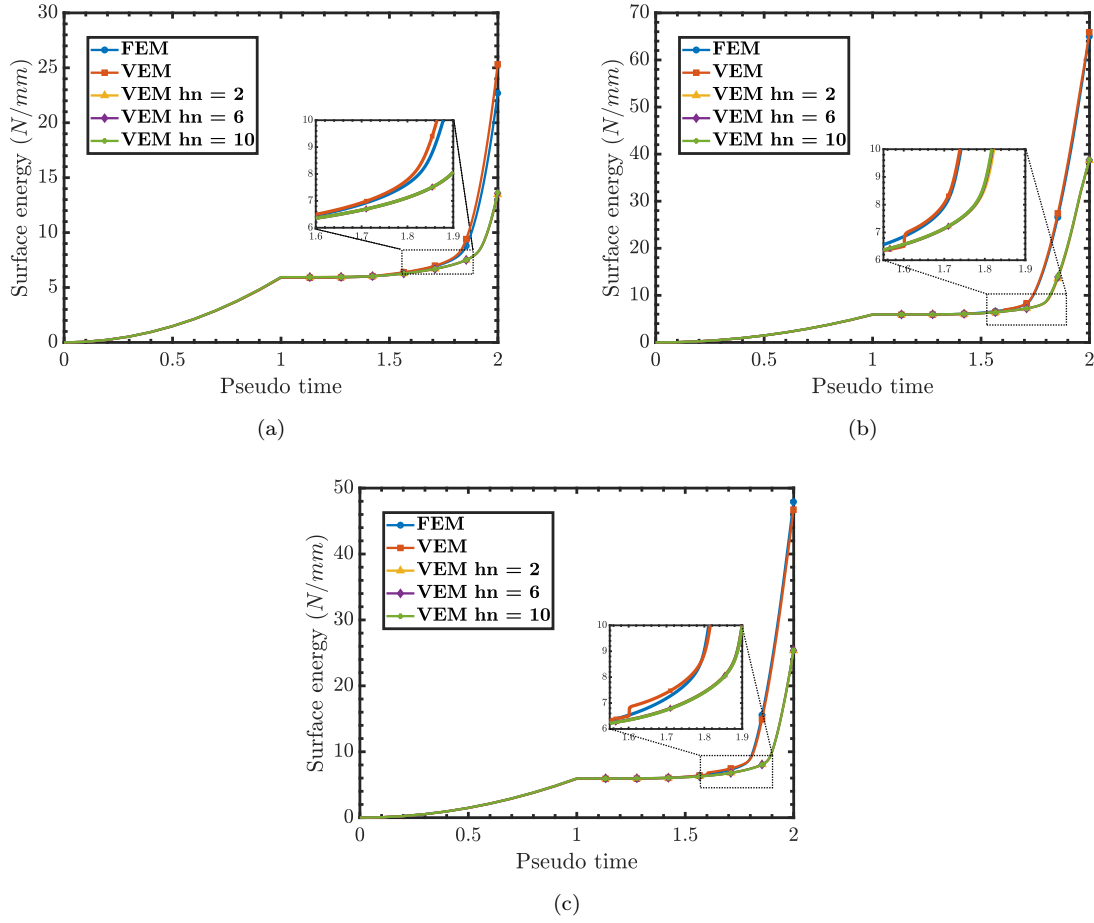 30
25
20
15
10
5
0
Surface energy (N/mm)
FEM
VEM
VEM hn = 2
VEM hn = 6
VEM hn = 10
10
9
8
7
6
1.6
1.7
1.8
1.9
0
0.5
1
1.5
2
Pseudo time
(a)
70
60
50
40
30
20
10
0
Surface energy (N/mm)
FEM
VEM
VEM hn = 2
VEM hn = 6
VEM hn = 10
10
9
8
7
6
1.6
1.7
1.8
1.9
0
0.5
1
1.5
2
Pseudo time
(b)
50
40
30
20
10
0
Surface energy (N/mm)
FEM
VEM
VEM hn = 2
VEM hn = 6
VEM hn = 10
10
9
8
7
6
1.6
1.7
1.8
1.9
0
0.5
1
1.5
2
Pseudo time
(c)